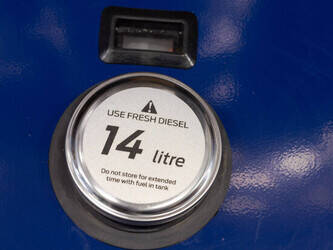 USE FRESH DIESEL
14 litre
Do not store for extended
time with fuel in tank